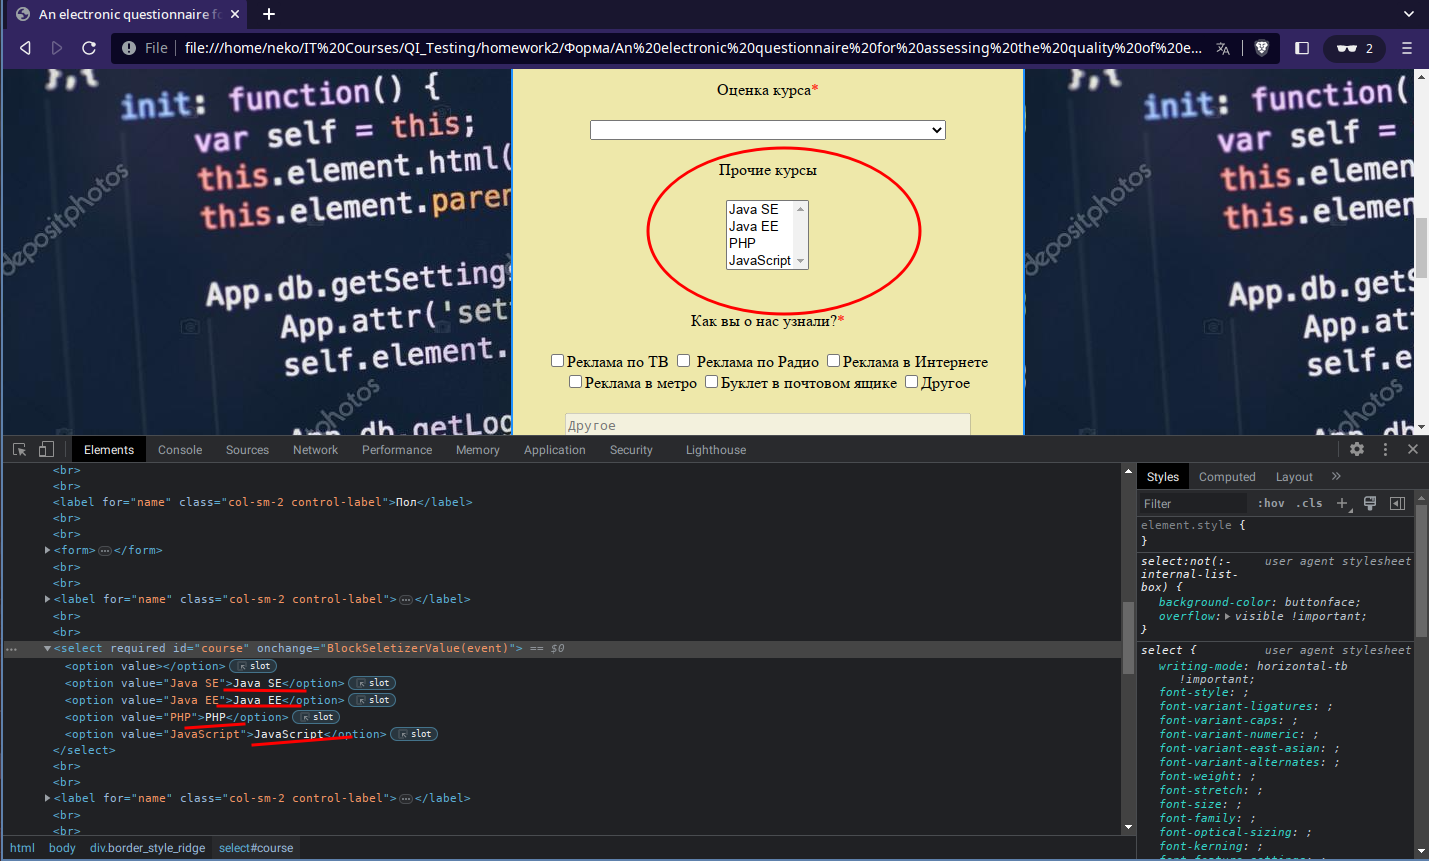 An electronic questionnaire fo
File
file:///home/neko/IT%20Courses/QI_Testing/homework2/Форма/An%20electronic%20questionnaire%20for%20assessing%20the%20quality%20of%20e...
2
},{
init: function() {
var self = this;
this.element.html(
this.element.paren
App.db.getSettings
App.attr('set
self.element.
App.db.getLoc
depositphotos
depositphotos
Оценка курса*
Прочие курсы
Java SE
Java EE
PHP
JavaScript
Как вы о нас узнали?*
Реклама по ТВ Реклама по Радио Реклама в Интернете
Реклама в метро Буклет в почтовом ящике Другое
Другое
},{
init: function(
var self =
this.elemen
this.elemen
App.db.getS
App.att
self.e
depositphotos
depositphotos
Elements Console Sources Network Performance Memory Application Security Lighthouse
<br>
<br>
<label for="name" class="col-sm-2 control-label">Пол</label>
<br>
<br>
<form>…</form>
<br>
<br>
<label for="name" class="col-sm-2 control-label">…</label>
<br>
<br>
<select required id="course" onchange="BlockSeletizerValue(event)"> == $0
<option value></option> slot
<option value="Java SE">Java SE</option> slot
<option value="Java EE">Java EE</option> slot
<option value="PHP">PHP</option> slot
<option value="JavaScript">JavaScript</option> slot
</select>
<br>
<br>
<label for="name" class="col-sm-2 control-label">…</label>
<br>
<br>
html body div.border_style_ridge select#course
Styles Computed Layout »
Filter :hov .cls +
element.style {
}
select:not(:- user agent stylesheet
internal-list-
box) {
background-color: buttonface;
overflow: visible !important;
}
select { user agent stylesheet
writing-mode: horizontal-tb
!important;
font-style: ;
font-variant-ligatures: ;
font-variant-caps: ;
font-variant-numeric: ;
font-variant-east-asian: ;
font-variant-alternates: ;
font-weight: ;
font-stretch: ;
font-size: ;
font-family: ;
font-optical-sizing: ;
font-kerning: ;
font-feature-settings: ;